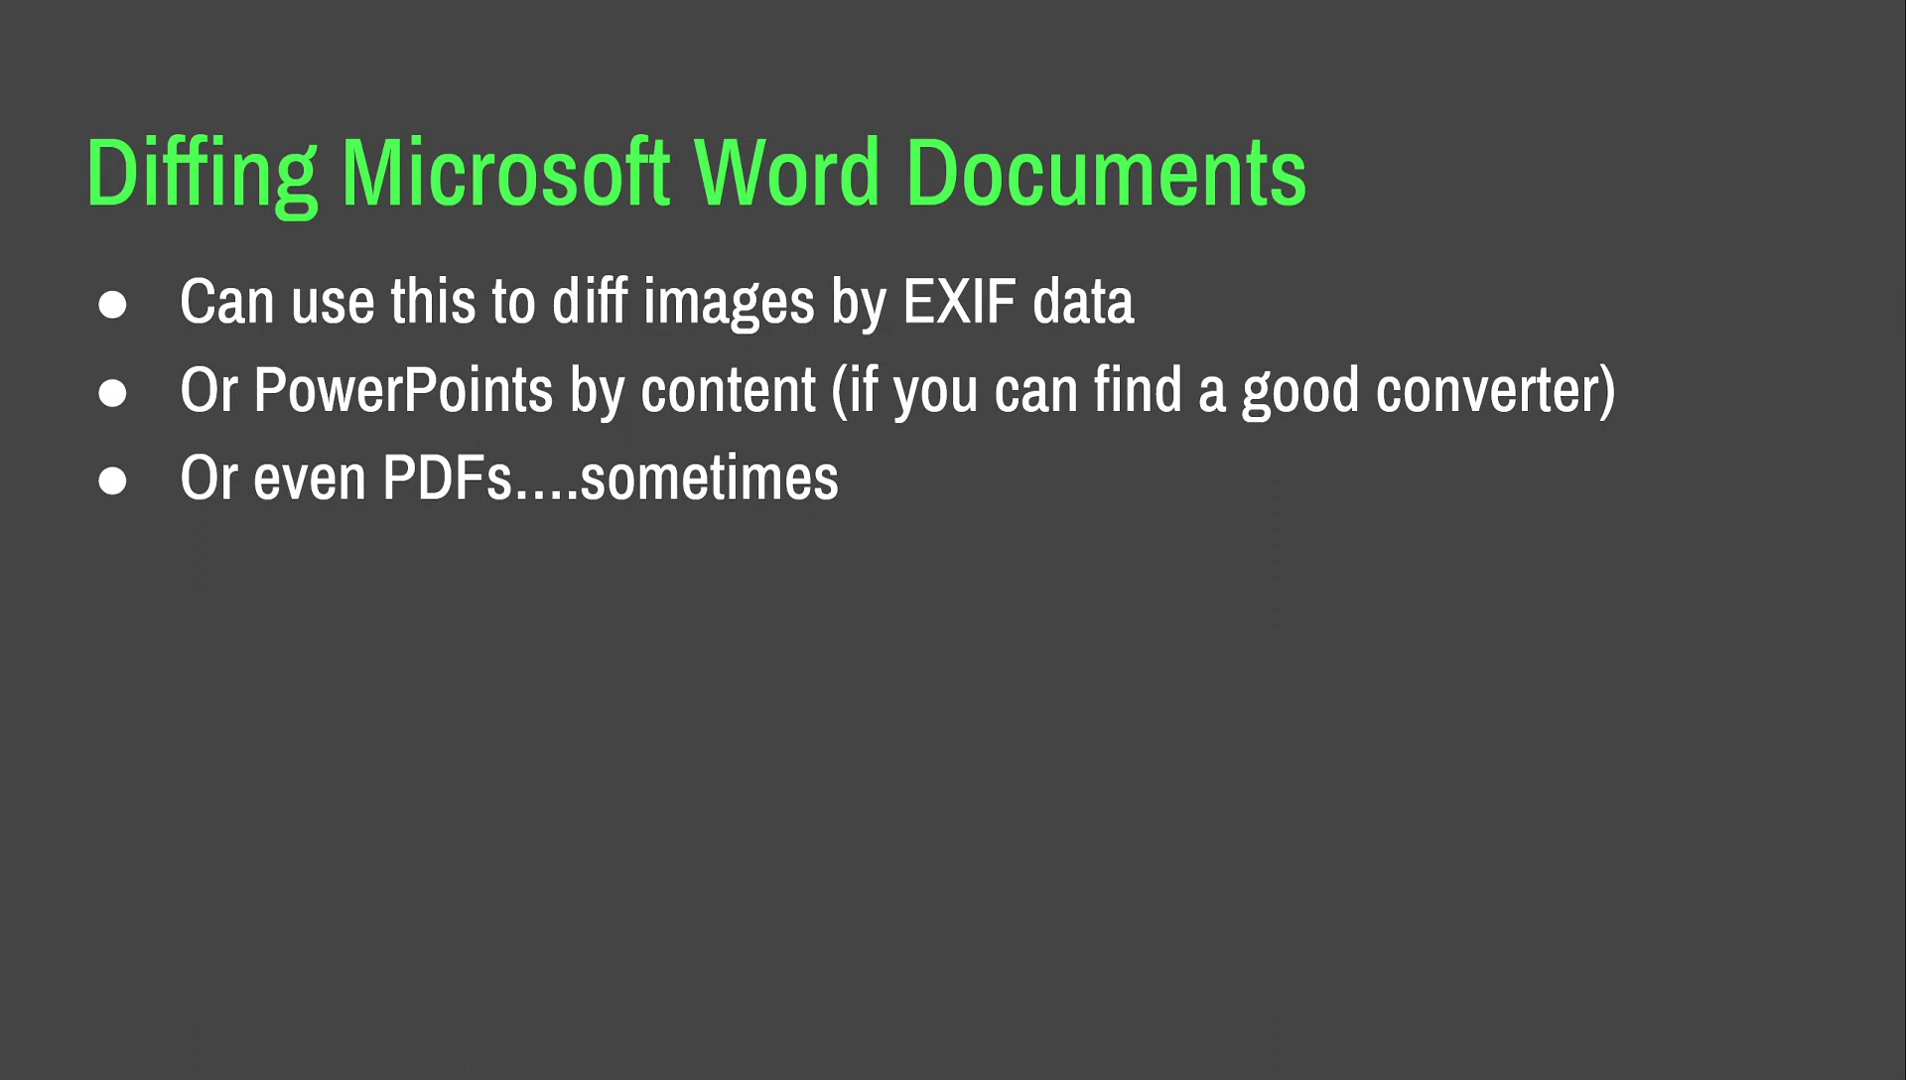 Diffing Microsoft Word Documents
● Can use this to diff images by EXIF data
● Or PowerPoints by content (if you can find a good converter)
● Or even PDFs....sometimes